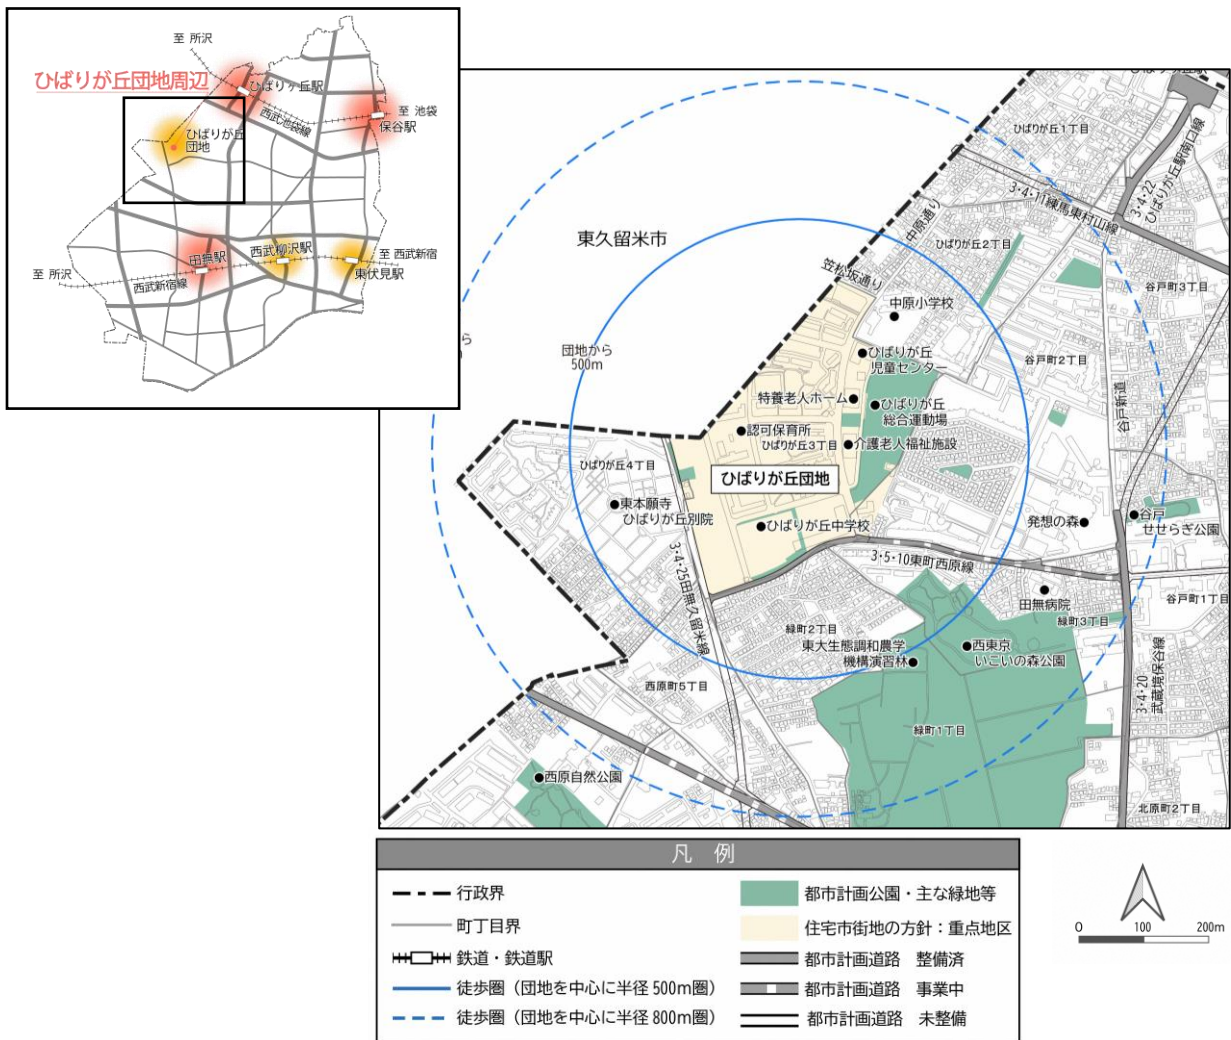 至 所沢
ひばりが丘団地周辺
ひばりヶ丘駅
西武池袋線
至 池袋
保谷駅
ひばりが丘
団地
田無駅
西武柳沢駅
至 西武新宿
東伏見駅
至 所沢
西武新宿線
ひばりが丘1丁目
3・4・11練馬東村山線
3・4・22
ひばりが丘駅南口線
東久留米市
中原通り
ひばりが丘2丁目
笠松坂通り
谷戸町3丁目
中原小学校
団地から
500m
ひばりが丘
児童センター
谷戸町2丁目
谷戸新道
特養老人ホーム
ひばりが丘
総合運動場
認可保育所
ひばりが丘3丁目
介護老人福祉施設
ひばりが丘4丁目
ひばりが丘団地
東本願寺
ひばりが丘別院
ひばりが丘中学校
発想の森
谷戸
せせらぎ公園
3・4・25田無久留米線
3・5・10東町西原線
田無病院
谷戸町1丁目
緑町3丁目
緑町2丁目
東大生態調和農学
機構演習林
西東京
いこいの森公園
西原町5丁目
3・4・20
武蔵境保谷線
緑町1丁目
西原自然公園
北原町2丁目
凡 例
行政界
町丁目界
鉄道・鉄道駅
徒歩圏（団地を中心に半径500m圏）
徒歩圏（団地を中心に半径800m圏）
都市計画公園・主な緑地等
住宅市街地の方針：重点地区
都市計画道路 整備済
都市計画道路 事業中
都市計画道路 未整備
0 100 200m